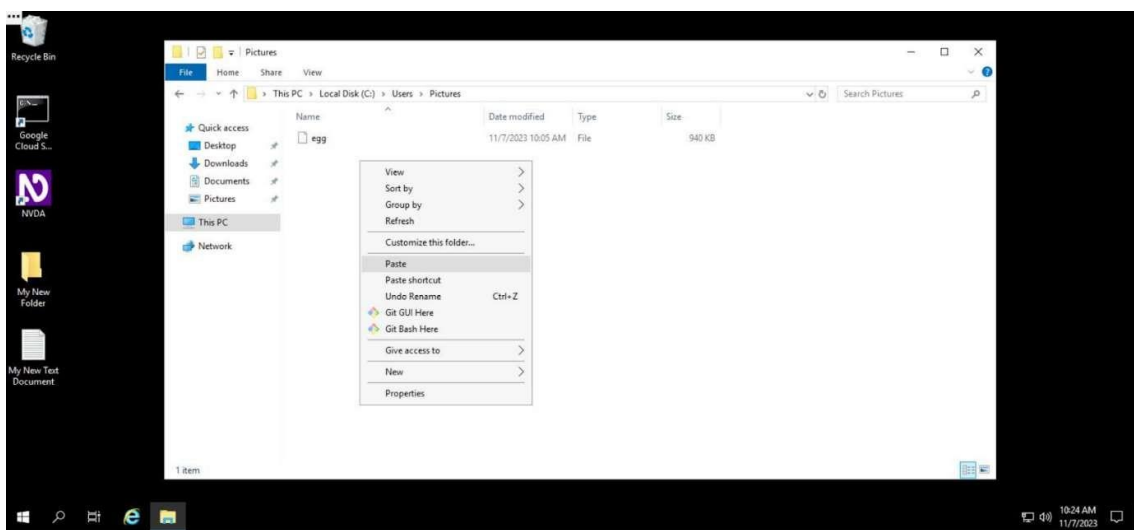 Recycle Bin
Google
Cloud S...
NVDA
My New
Folder
My New Text
Document
Pictures
File Home Share View
This PC > Local Disk (C:) > Users > Pictures
Search Pictures
Quick access
Desktop
Downloads
Documents
Pictures
This PC
Network
Name Date modified Type Size
egg 11/7/2023 10:05 AM File 940 KB
View
Sort by
Group by
Refresh
Customize this folder...
Paste
Paste shortcut
Undo Rename Ctrl+Z
Git GUI Here
Git Bash Here
Give access to
New
Properties
1 item
10:24 AM
11/7/2023